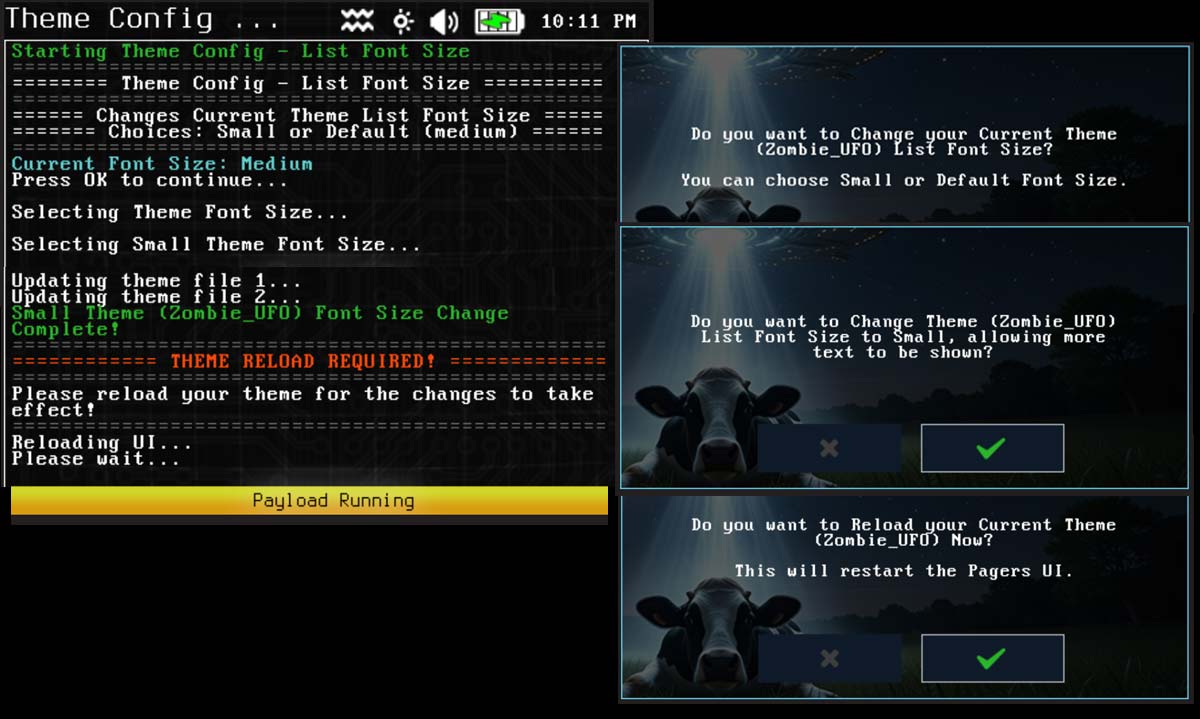 Theme Config ...
10:11 PM
Starting Theme Config - List Font Size
==================================================
======== Theme Config - List Font Size ==========
==================================================
====== Changes Current Theme List Font Size =====
======= Choices: Small or Default (medium) ======
==================================================
Current Font Size: Medium
Press OK to continue...
Selecting Theme Font Size...
Selecting Small Theme Font Size...
Updating theme file 1...
Updating theme file 2...
Small Theme (Zombie_UFO) Font Size Change
Complete!
==================================================
============ THEME RELOAD REQUIRED! =============
==================================================
Please reload your theme for the changes to take
effect!
==================================================
Reloading UI...
Please wait...
Payload Running
Do you want to Change your Current Theme
(Zombie_UFO) List Font Size?
You can choose Small or Default Font Size.
Do you want to Change Theme (Zombie_UFO)
List Font Size to Small, allowing more
text to be shown?
Do you want to Reload your Current Theme
(Zombie_UFO) Now?
This will restart the Pagers UI.